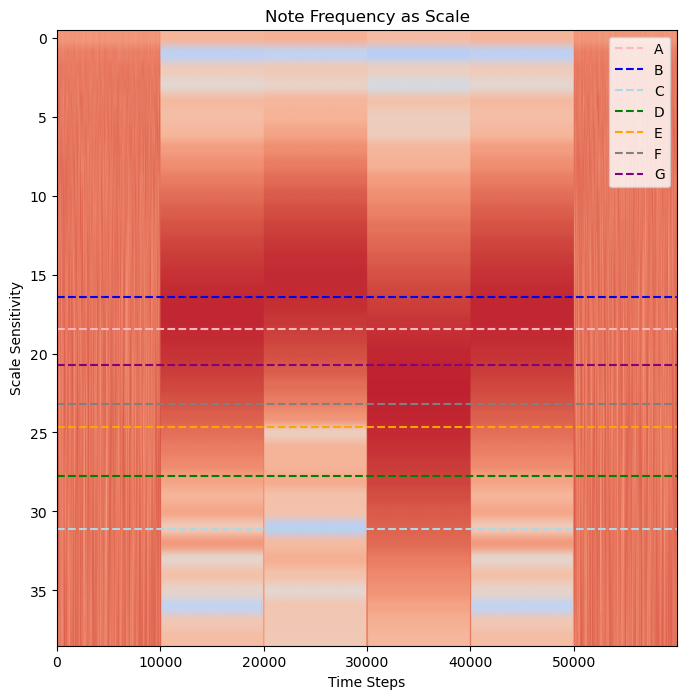 Note Frequency as Scale
A
B
C
D
E
F
G
Scale Sensitivity
0
5
10
15
20
25
30
35
0 10000 20000 30000 40000 50000
Time Steps